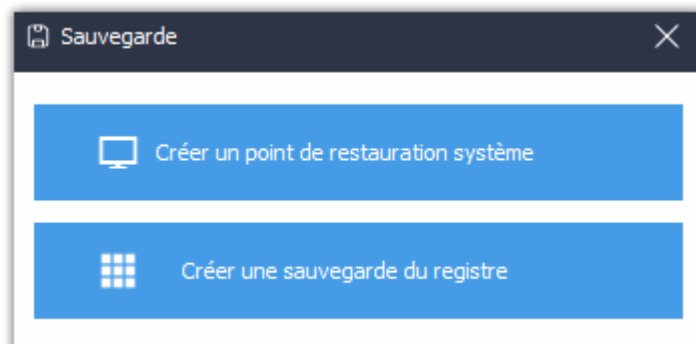 Sauvegarde
Créer un point de restauration système
Créer une sauvegarde du registre